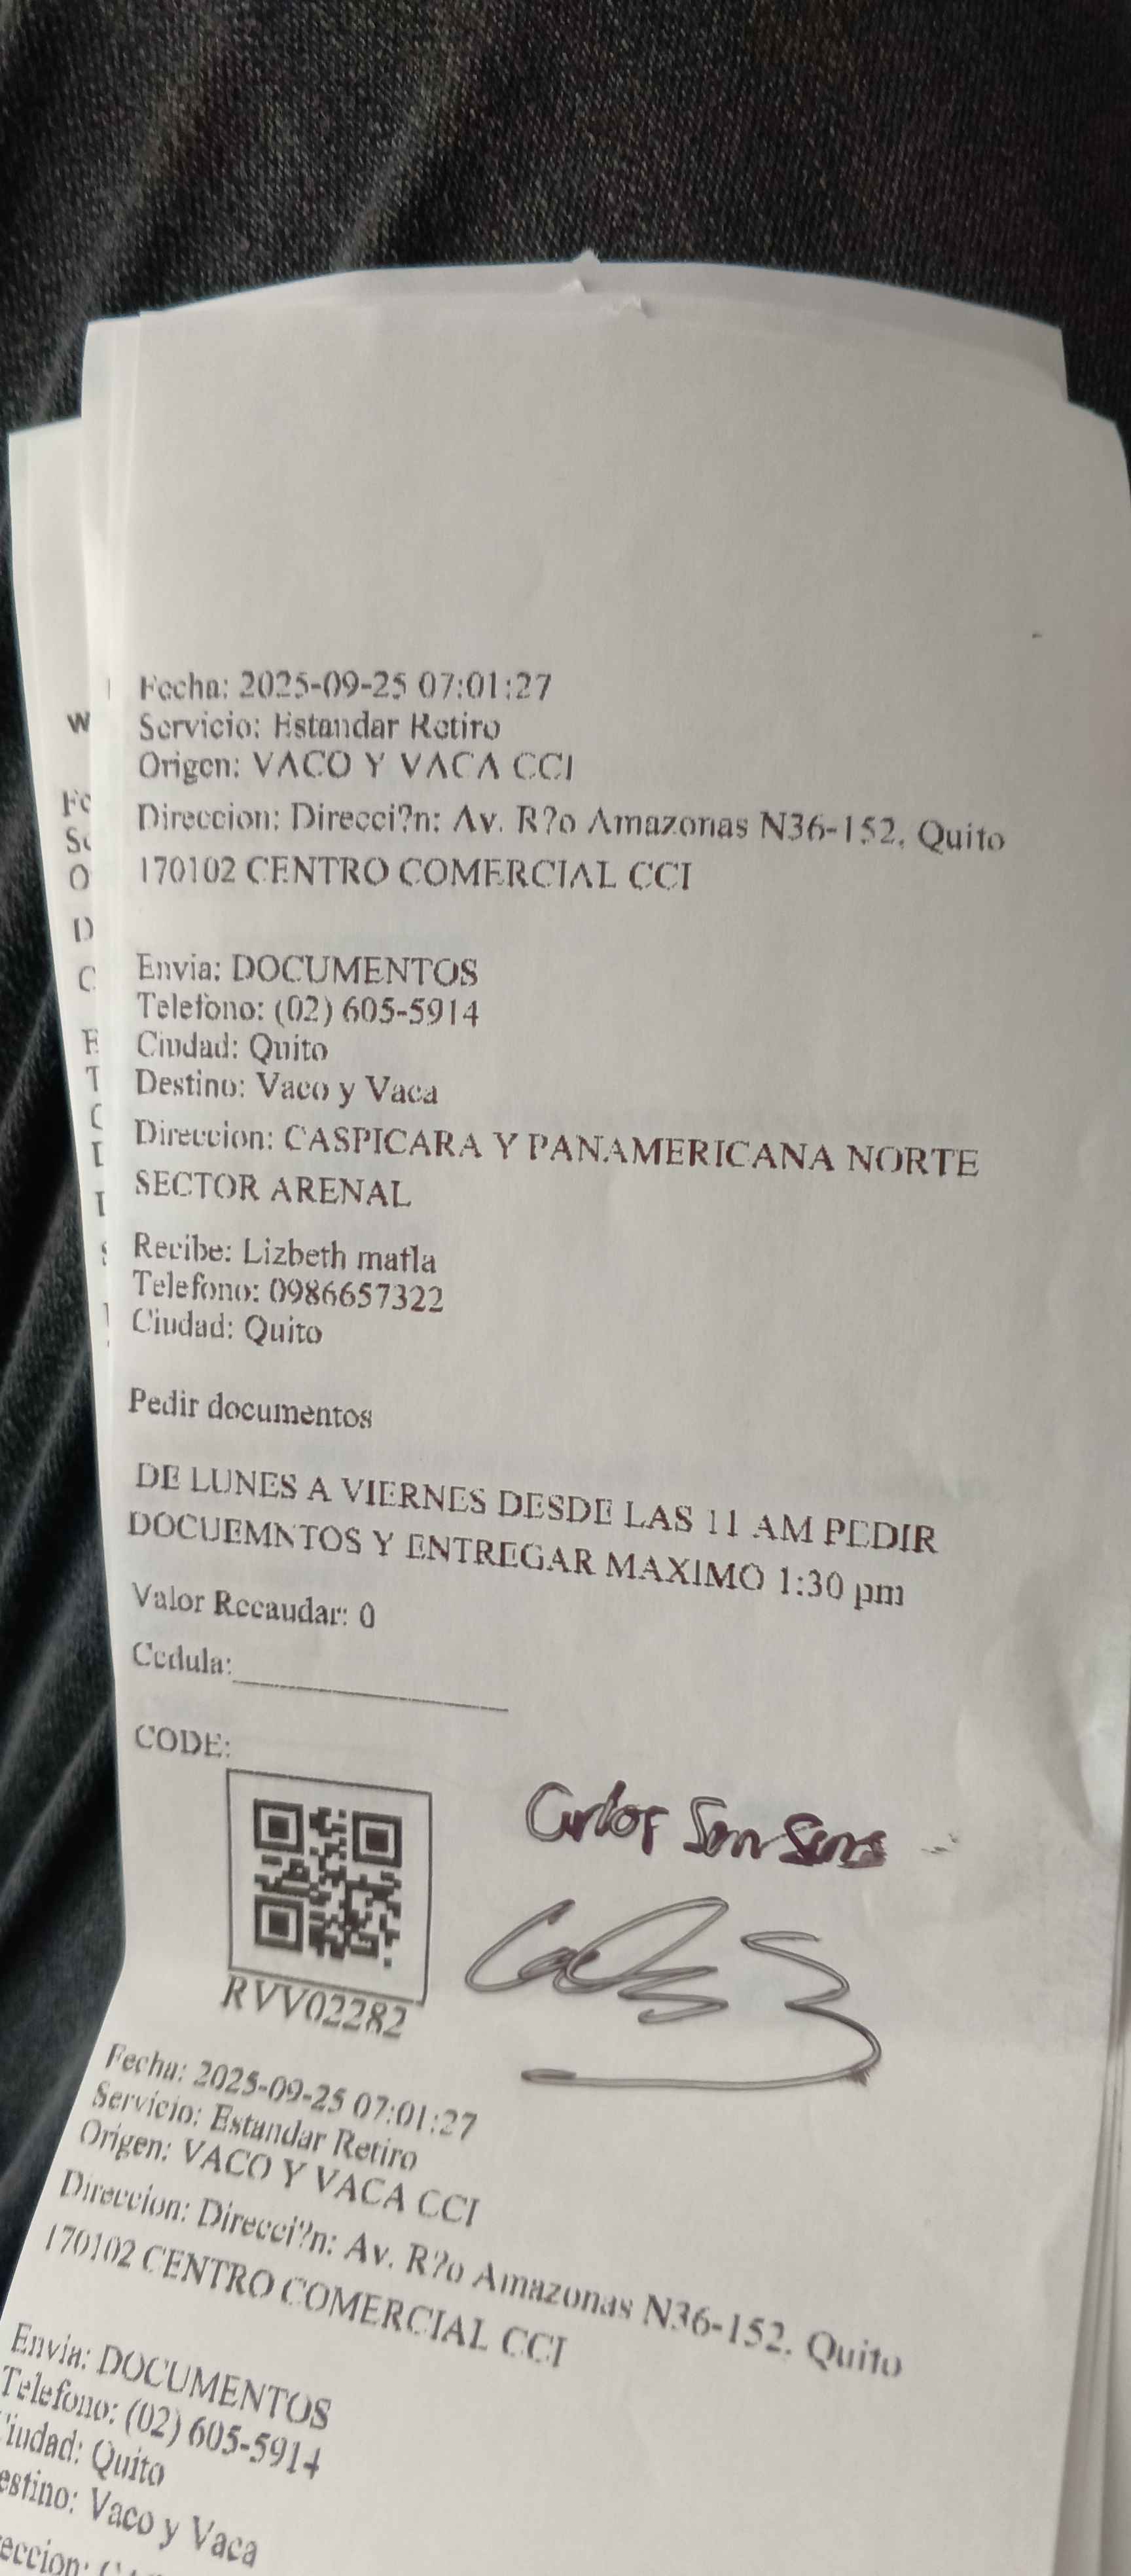 Fecha: 2025-09-25 07:01:27
Servicio: Estandar Retiro
Origen: VACO Y VACA CCI
Direccion: Direcci?n: Av. R?o Amazonas N36-152, Quito
170102 CENTRO COMERCIAL CCI
Envia: DOCUMENTOS
Telefono: (02) 605-5914
Ciudad: Quito
Destino: Vaco y Vaca
Direccion: CASPICARA Y PANAMERICANA NORTE
SECTOR ARENAL
Recibe: Lizbeth matla
Telefono: 0986657322
Ciudad: Quito
Pedir documentos
DE LUNES A VIERNES DESDE LAS 11 AM PEDIR
DOCUEMNTOS Y ENTREGAR MAXIMO 1:30 pm
Valor Recaudar: 0
Cedula:
CODE:
Carlos
RVV02282
Fecha: 2025-09-25 07:01:27
Servicio: Estandar Retiro
Origen: VACO Y VACA CCI
Direccion: Direcci?n: Av. R?o Amazonas N36-152, Quito
170102 CENTRO COMERCIAL CCI
Envia: DOCUMENTOS
Telefono: (02) 605-5914
Ciudad: Quito
Destino: Vaco y Vaca